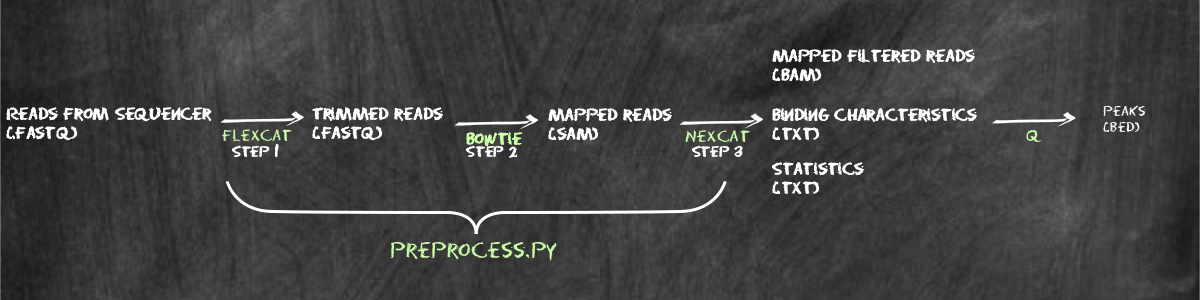 READS FROM SEQUENCER
(.FASTQ)
FLEXCAT
STEP 1
TRIMMED READS
(.FASTQ)
BOWTIE
STEP 2
MAPPED READS
(.SAM)
NEXCAT
STEP 3
MAPPED FILTERED READS
(.BAM)
BINDING CHARACTERISTICS
(.TXT)
STATISTICS
(.TXT)
Q
PEAKS
(.BED)
PREPROCESS.PY